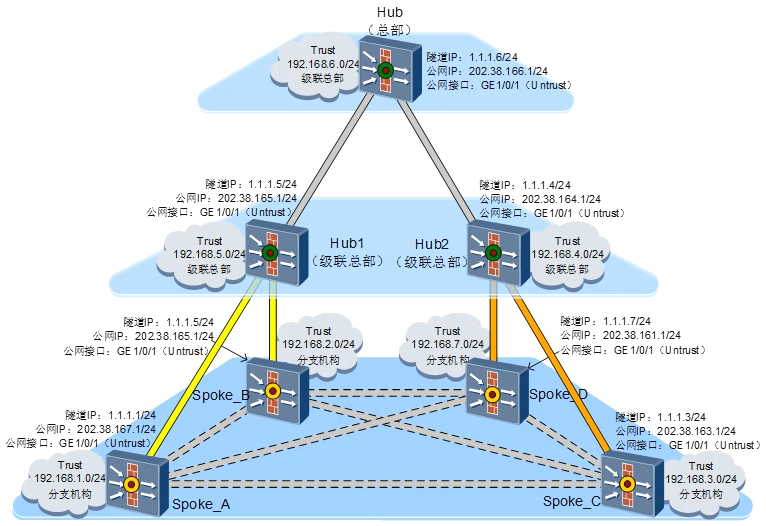 Hub
（总部）
Trust
192.168.6.0/24
级联总部
隧道IP：1.1.1.6/24
公网IP：202.38.166.1/24
公网接口：GE1/0/1（Untrust）
隧道IP：1.1.1.5/24
公网IP：202.38.165.1/24
公网接口：GE1/0/1（Untrust）
隧道IP：1.1.1.4/24
公网IP：202.38.164.1/24
公网接口：GE1/0/1（Untrust）
Trust
192.168.5.0/24
级联总部
Hub1
（级联总部）
Hub2
（级联总部）
Trust
192.168.4.0/24
级联总部
隧道IP：1.1.1.5/24
公网IP：202.38.165.1/24
公网接口：GE1/0/1（Untrust）
Trust
192.168.2.0/24
分支机构
Trust
192.168.7.0/24
分支机构
隧道IP：1.1.1.7/24
公网IP：202.38.161.1/24
公网接口：GE1/0/1（Untrust）
Spoke_B
Spoke_D
隧道IP：1.1.1.1/24
公网IP：202.38.167.1/24
公网接口：GE1/0/1（Untrust）
隧道IP：1.1.1.3/24
公网IP：202.38.163.1/24
公网接口：GE1/0/1（Untrust）
Trust
192.168.1.0/24
分支机构
Spoke_A
Spoke_C
Trust
192.168.3.0/24
分支机构